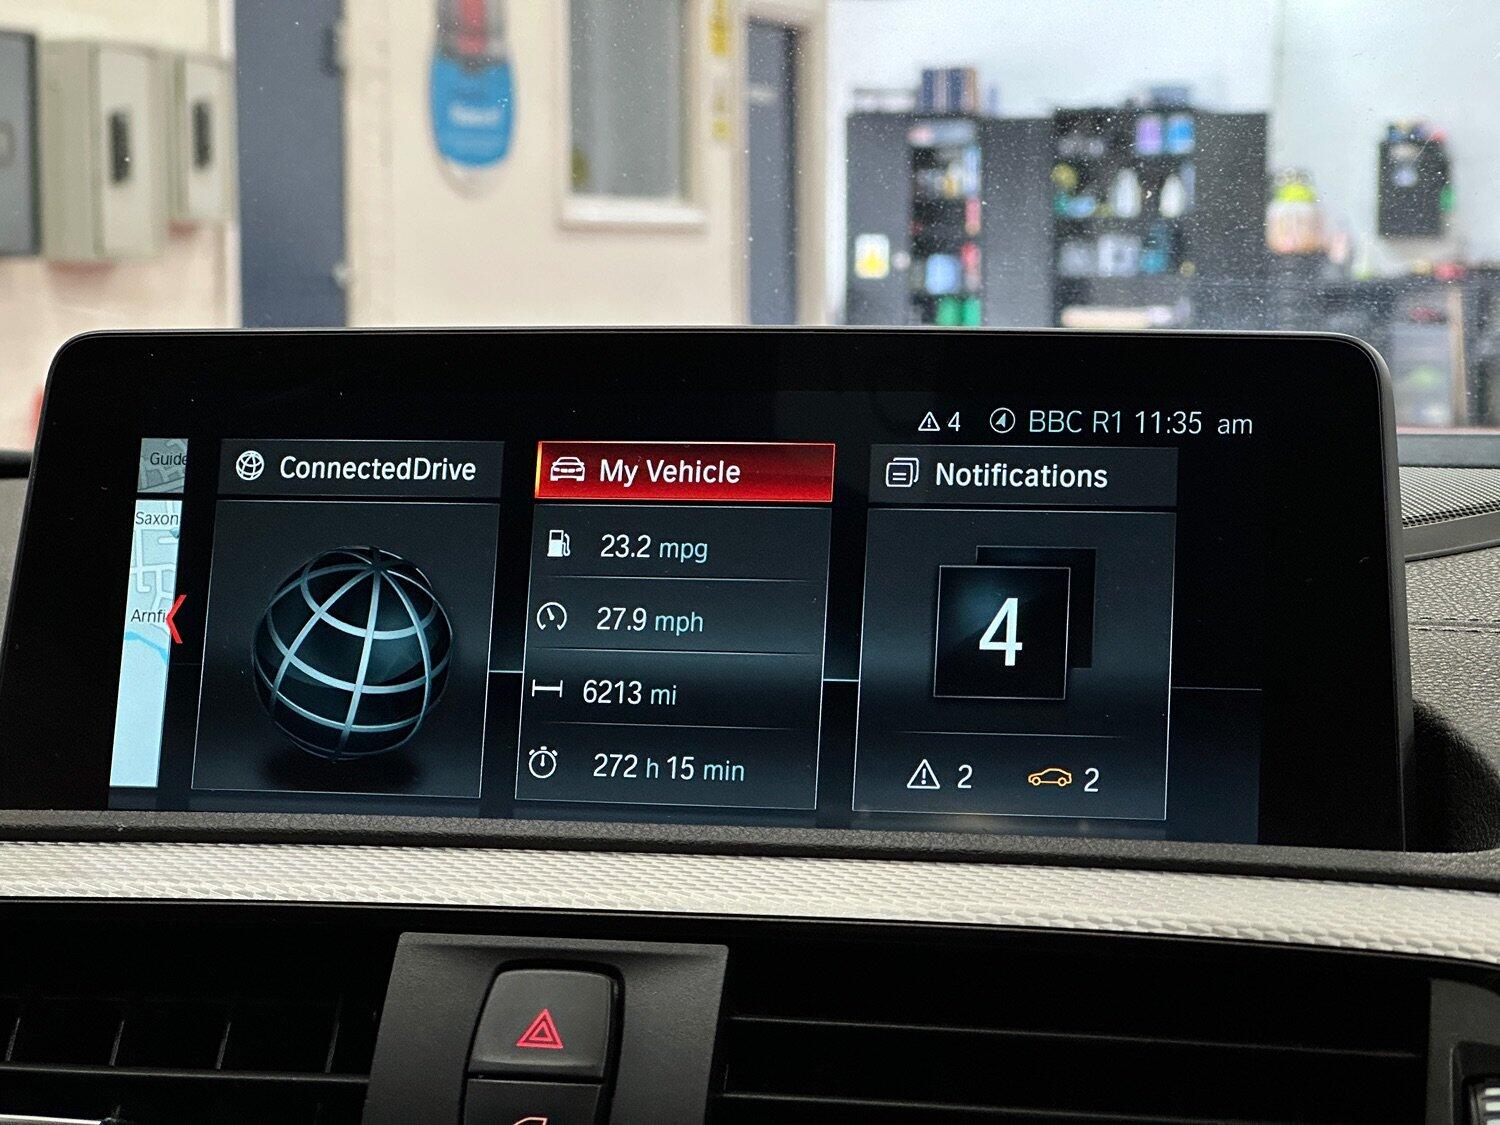 4 BBC R1 11:35 am
Guide
ConnectedDrive
My Vehicle
Notifications
Saxon
Arnfi
23.2 mpg
27.9 mph
6213 mi
272 h 15 min
4
2 2